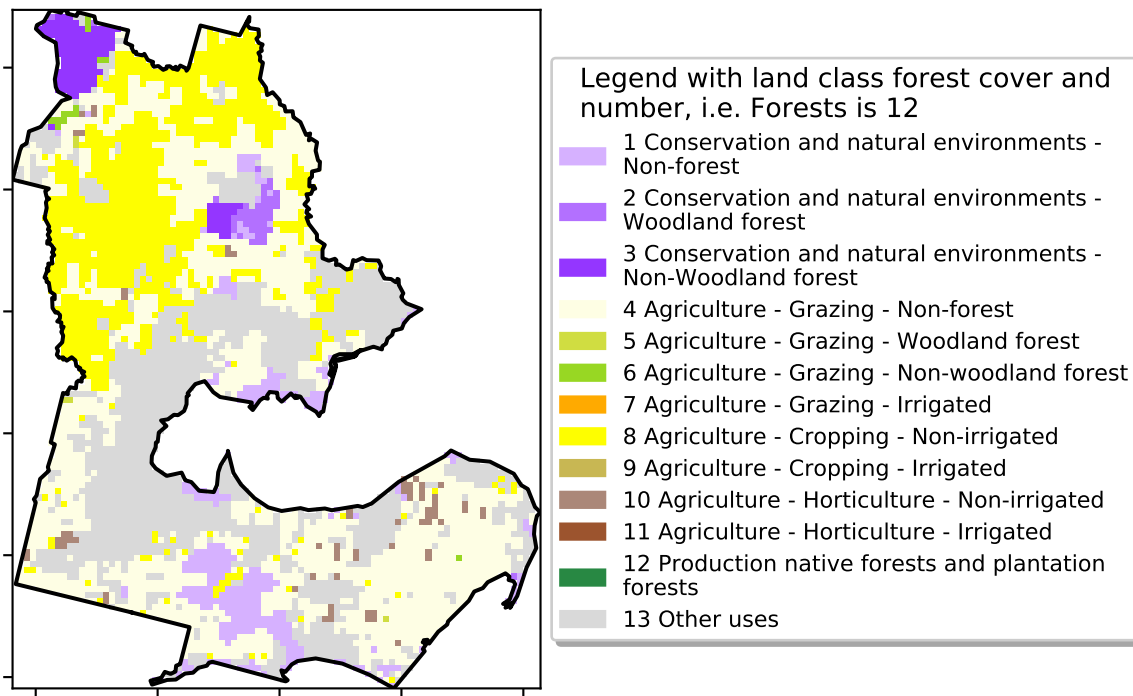 Legend with land class forest cover and
number, i.e. Forests is 12
1 Conservation and natural environments -
Non-forest
2 Conservation and natural environments -
Woodland forest
3 Conservation and natural environments -
Non-Woodland forest
4 Agriculture - Grazing - Non-forest
5 Agriculture - Grazing - Woodland forest
6 Agriculture - Grazing - Non-woodland forest
7 Agriculture - Grazing - Irrigated
8 Agriculture - Cropping - Non-irrigated
9 Agriculture - Cropping - Irrigated
10 Agriculture - Horticulture - Non-irrigated
11 Agriculture - Horticulture - Irrigated
12 Production native forests and plantation
forests
13 Other uses